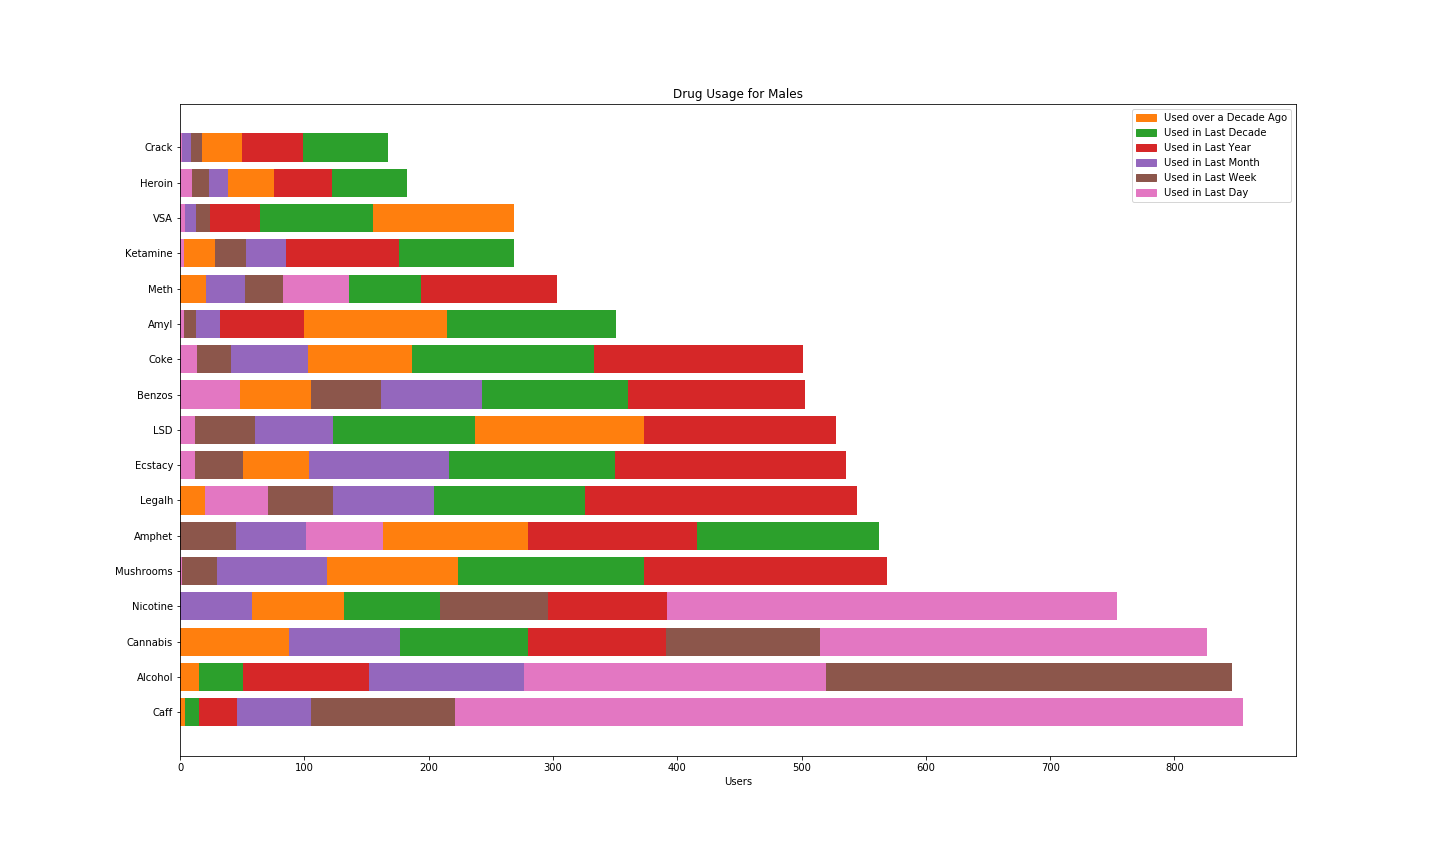 Drug Usage for Males
Used over a Decade Ago
Used in Last Decade
Used in Last Year
Used in Last Month
Used in Last Week
Used in Last Day
Crack
Heroin
VSA
Ketamine
Meth
Amyl
Coke
Benzos
LSD
Ecstacy
Legalh
Amphet
Mushrooms
Nicotine
Cannabis
Alcohol
Caff
0 100 200 300 400 500 600 700 800
Users